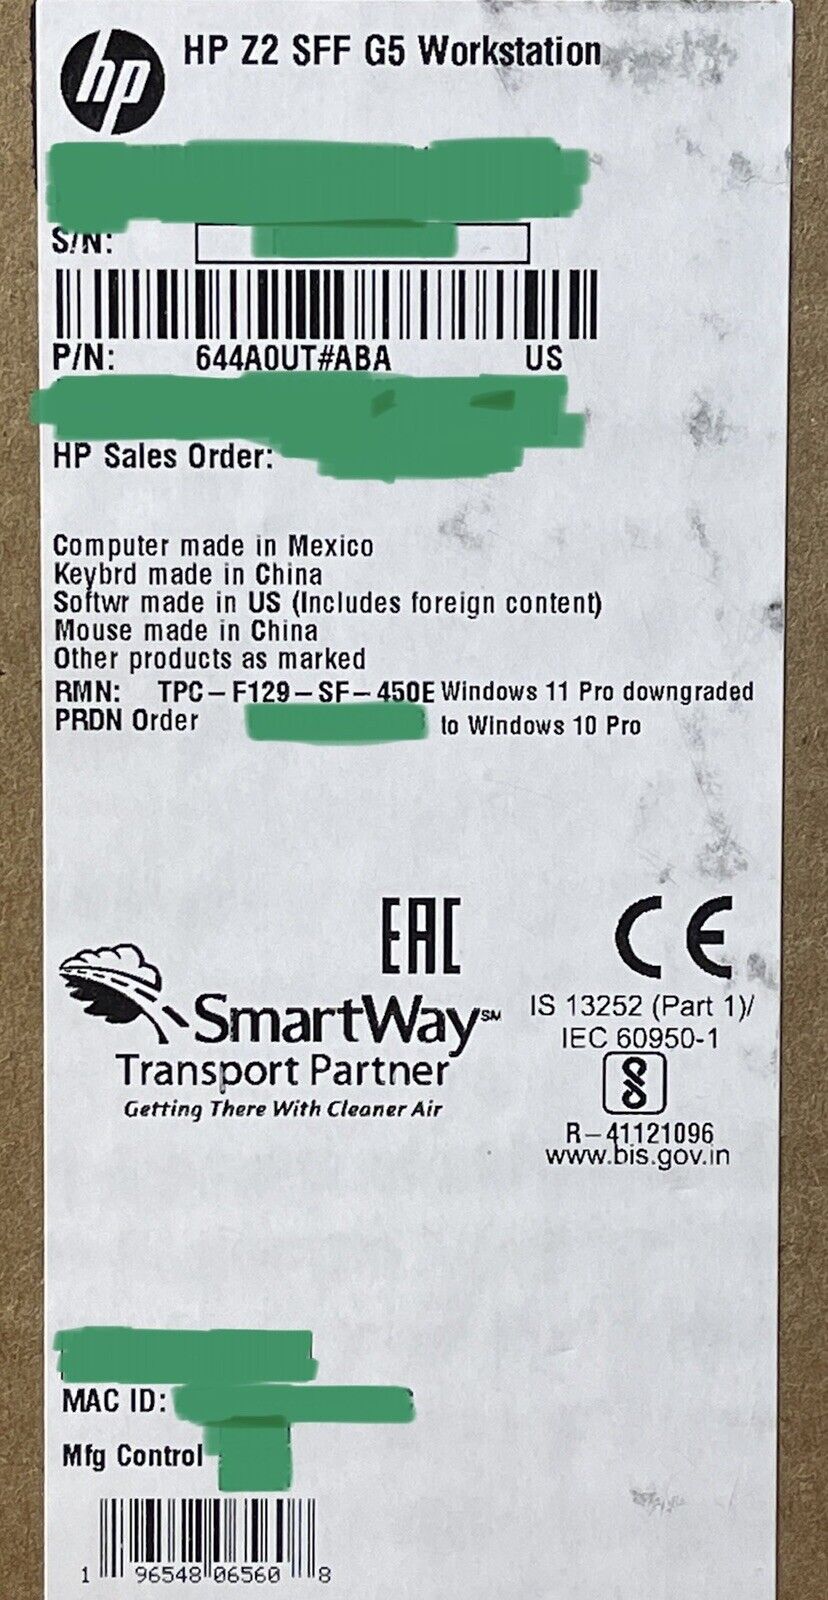 hp
HP Z2 SFF G5 Workstation
S/N:
P/N: 644A0UT#ABA US
HP Sales Order:
Computer made in Mexico
Keybrd made in China
Softwr made in US (Includes foreign content)
Mouse made in China
Other products as marked
RMN: TPC-F129-SF-450E Windows 11 Pro downgraded
PRDN Order to Windows 10 Pro
EAC
CE
SmartWay℠
Transport Partner
Getting There With Cleaner Air
IS 13252 (Part 1)/
IEC 60950-1
R-41121096
www.bis.gov.in
MAC ID:
Mfg Control
1 96548 06560 8